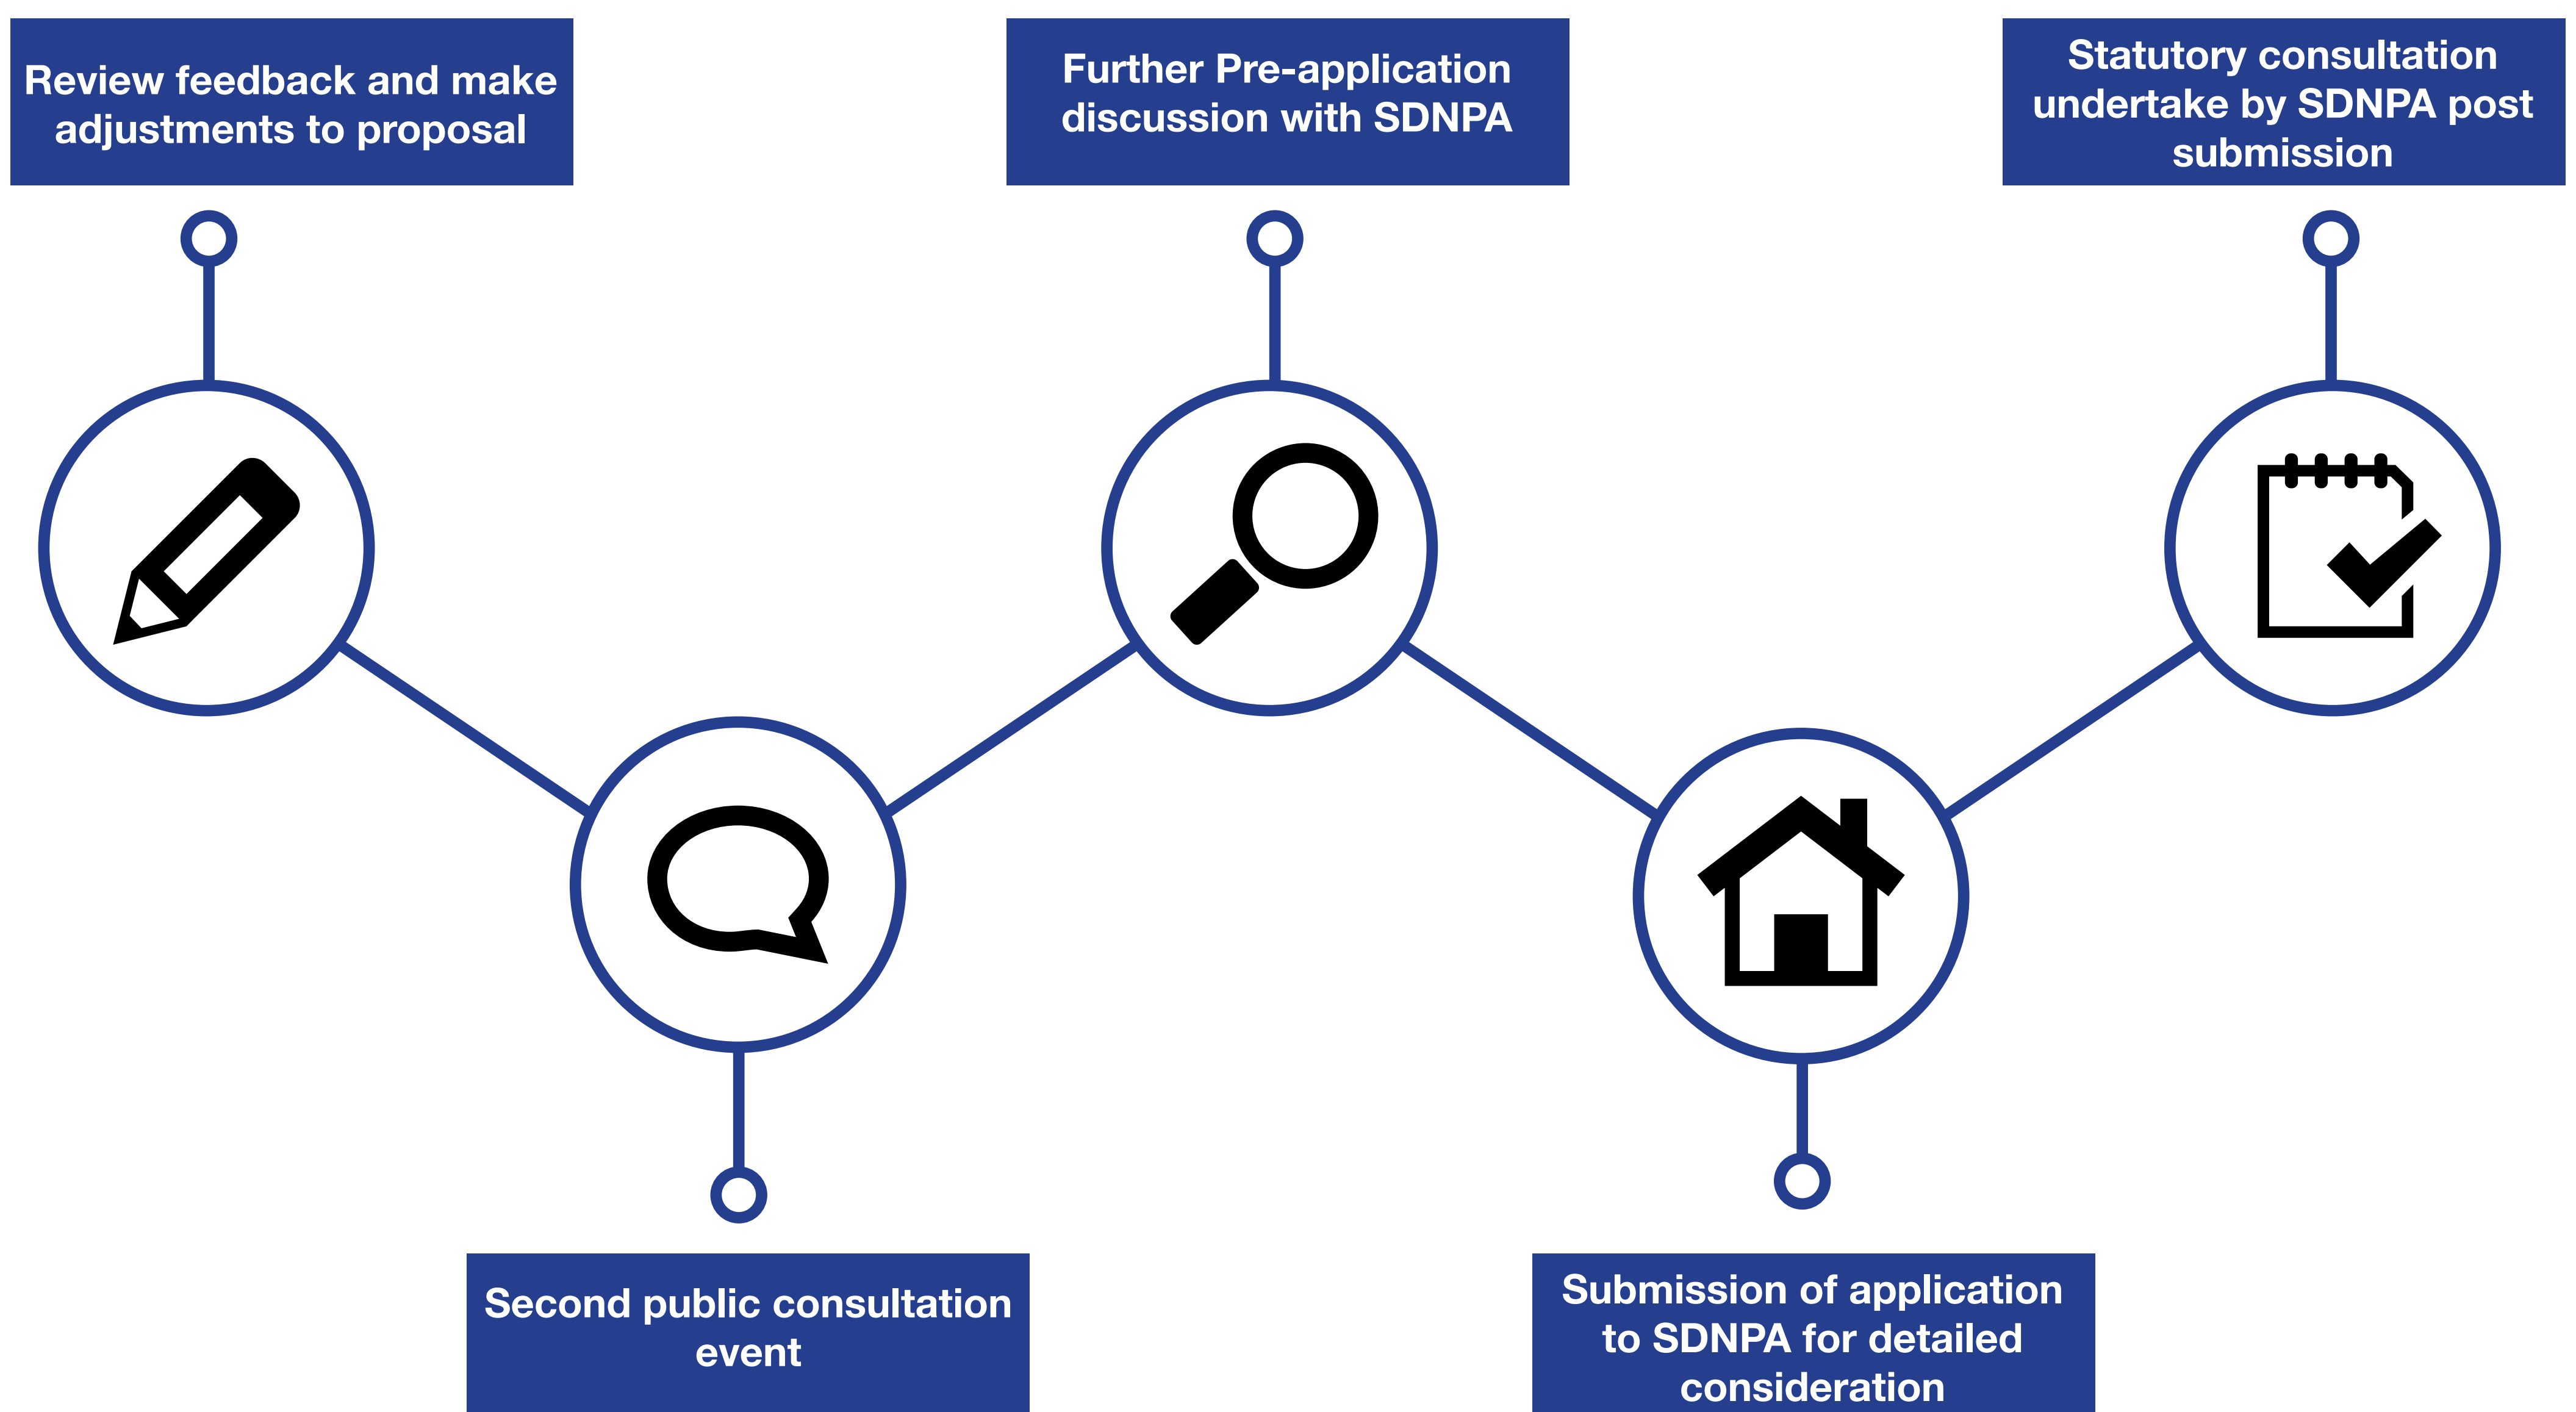 Review feedback and make
adjustments to proposal
Further Pre-application
discussion with SDNPA
Statutory consultation
undertake by SDNPA post
submission
Second public consultation
event
Submission of application
to SDNPA for detailed
consideration